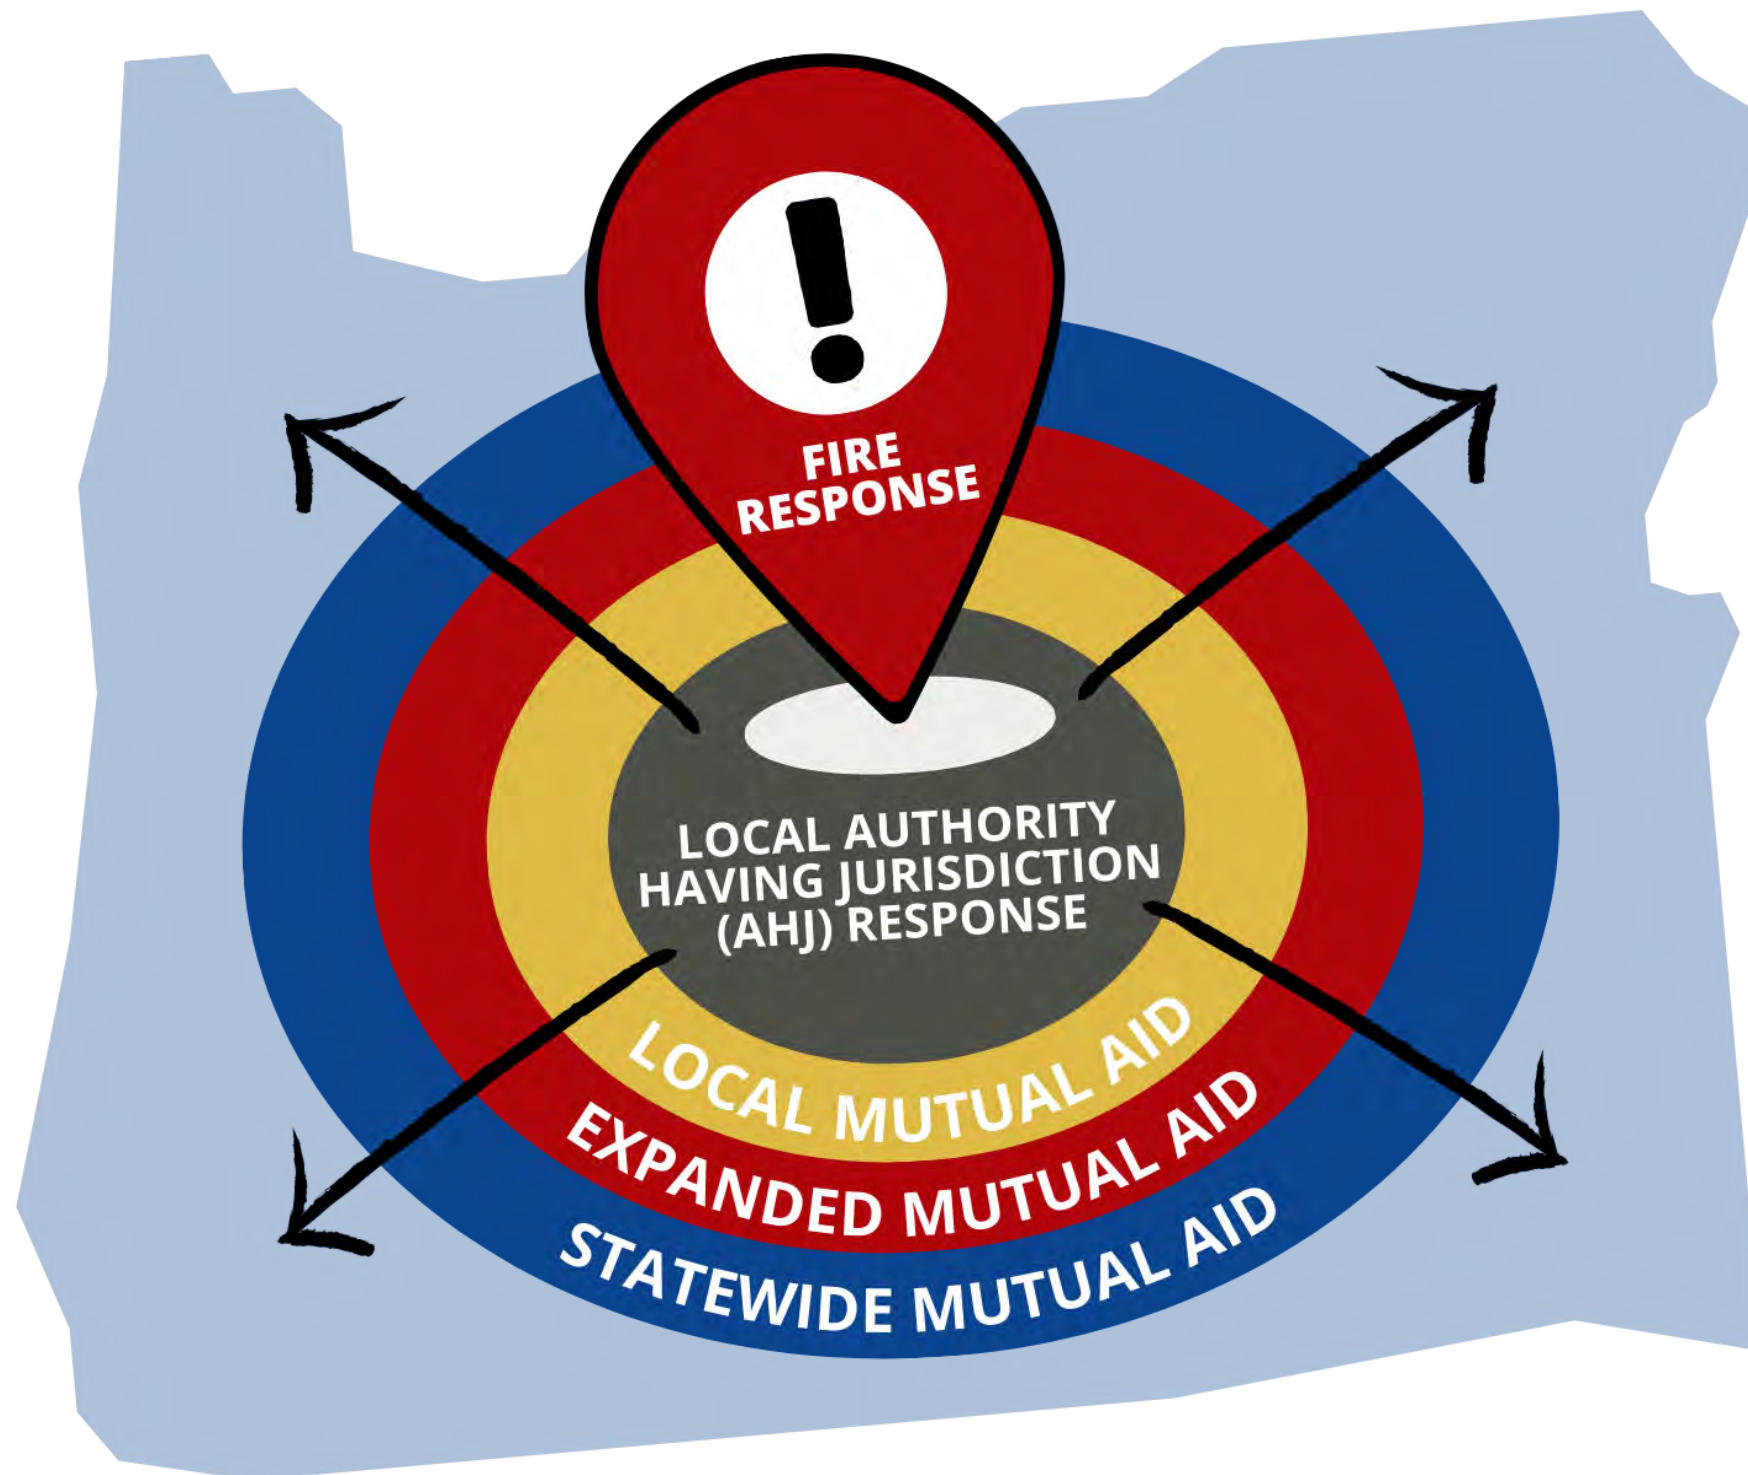 FIRE
RESPONSE
LOCAL AUTHORITY
HAVING JURISDICTION
(AHJ) RESPONSE
LOCAL MUTUAL AID
EXPANDED MUTUAL AID
STATEWIDE MUTUAL AID